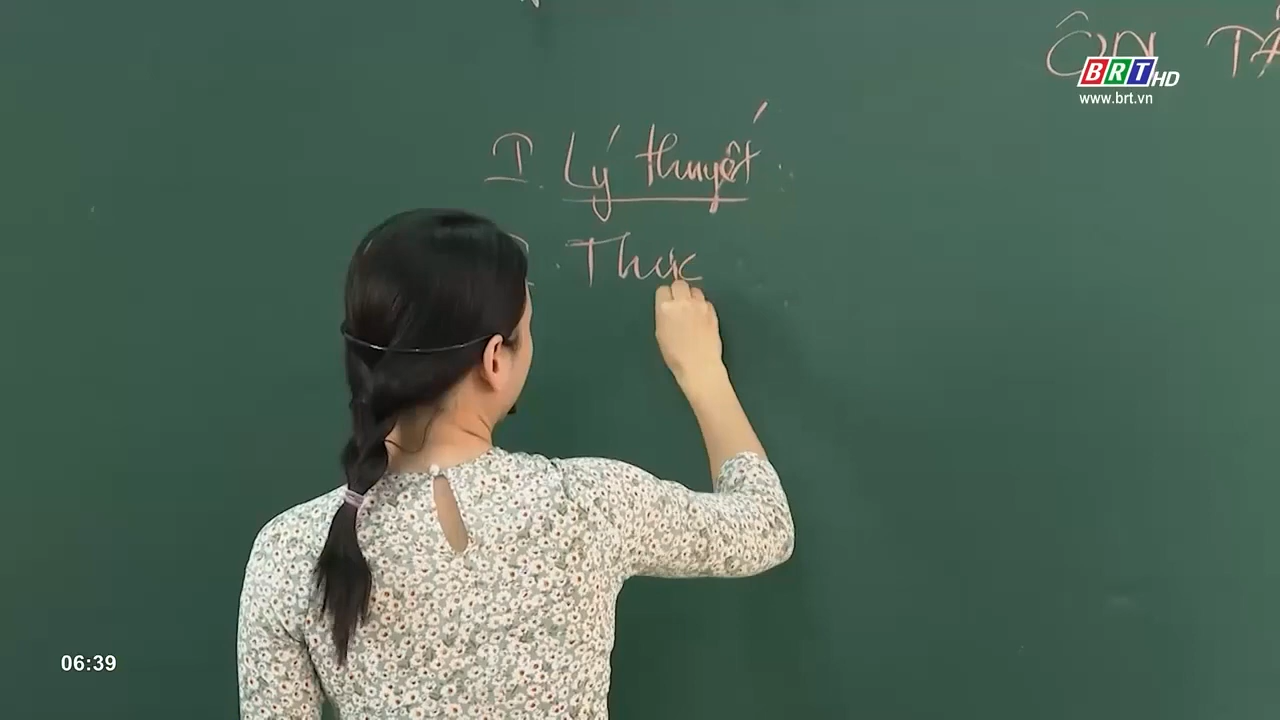 ÔN TẬ
BRT HD
www.brt.vn
I. Lý thuyết
. Thực
06:39